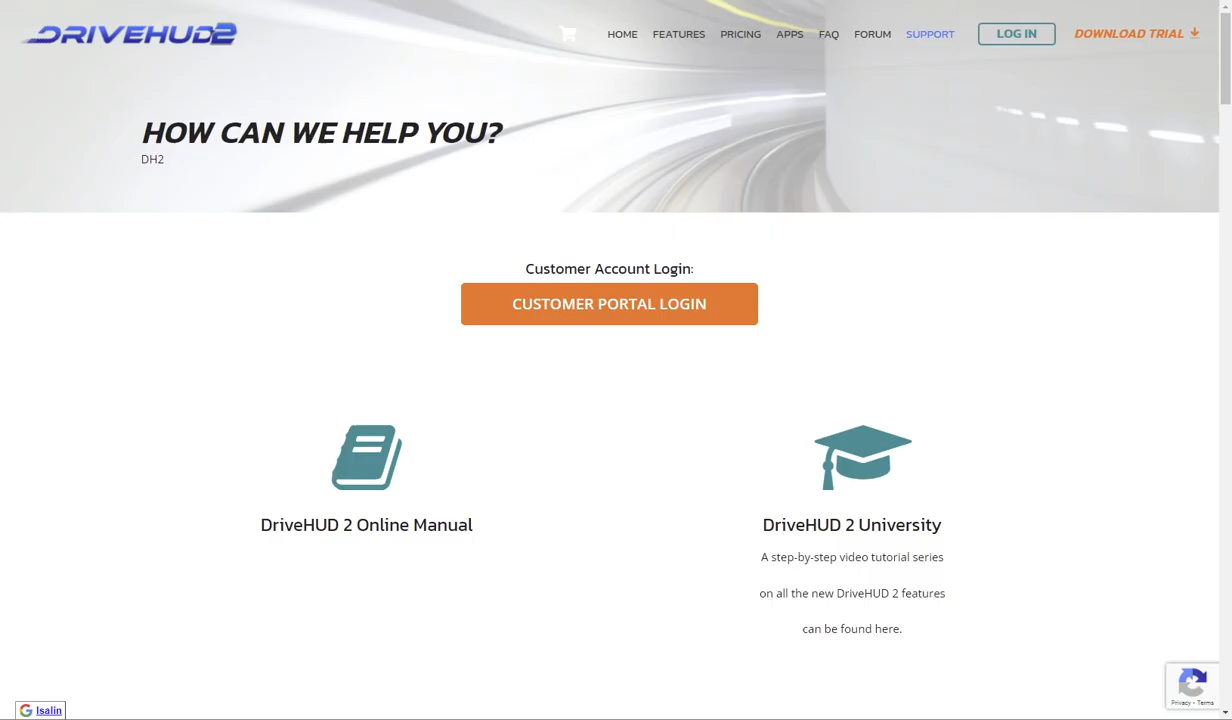 DRIVEHUD2
HOME FEATURES PRICING APPS FAQ FORUM SUPPORT LOG IN DOWNLOAD TRIAL
HOW CAN WE HELP YOU?
DH2
Customer Account Login:
CUSTOMER PORTAL LOGIN
DriveHUD 2 Online Manual
DriveHUD 2 University
A step-by-step video tutorial series
on all the new DriveHUD 2 features
can be found here.
Privacy - Terms
Isalin